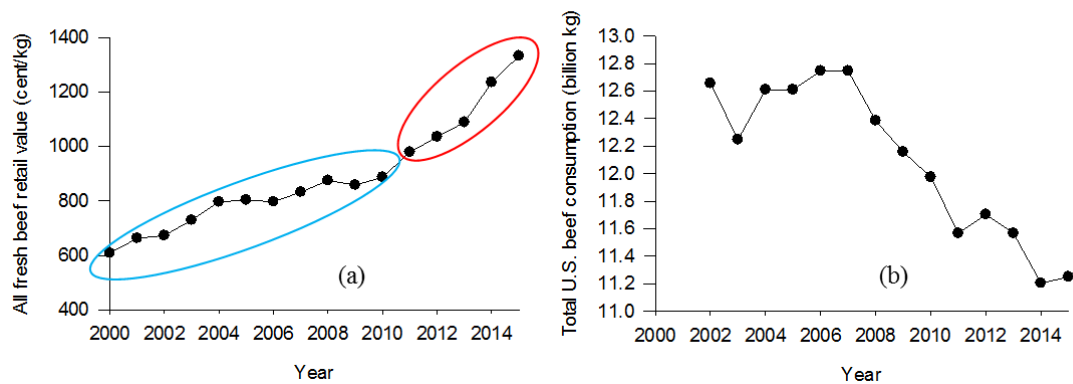 All fresh beef retail value (cent/kg)
1400
1200
1000
800
600
400
(a)
2000 2002 2004 2006 2008 2010 2012 2014
Year
Total U.S. beef consumption (billion kg)
13.0
12.8
12.6
12.4
12.2
12.0
11.8
11.6
11.4
11.2
11.0
(b)
2000 2002 2004 2006 2008 2010 2012 2014
Year